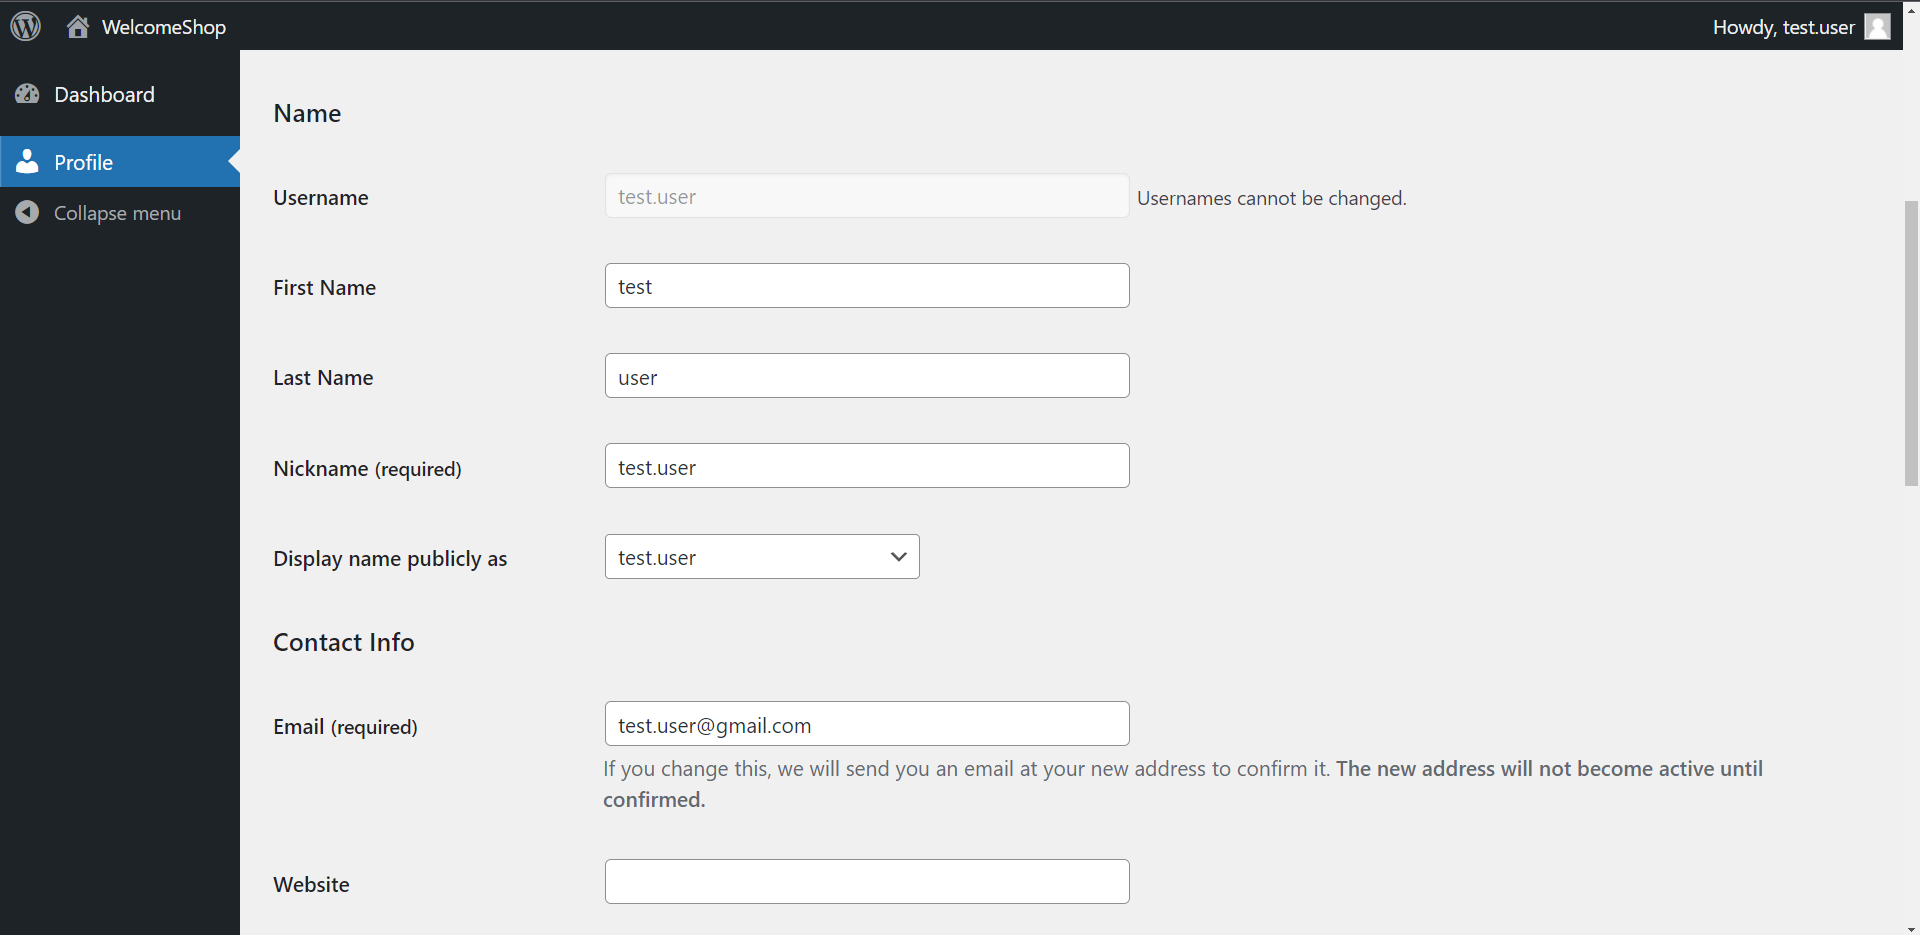 WelcomeShop
Howdy, test.user
Dashboard
Profile
Collapse menu
Name
Username
test.user
Usernames cannot be changed.
First Name
test
Last Name
user
Nickname (required)
test.user
Display name publicly as
test.user
Contact Info
Email (required)
test.user@gmail.com
If you change this, we will send you an email at your new address to confirm it. The new address will not become active until
confirmed.
Website